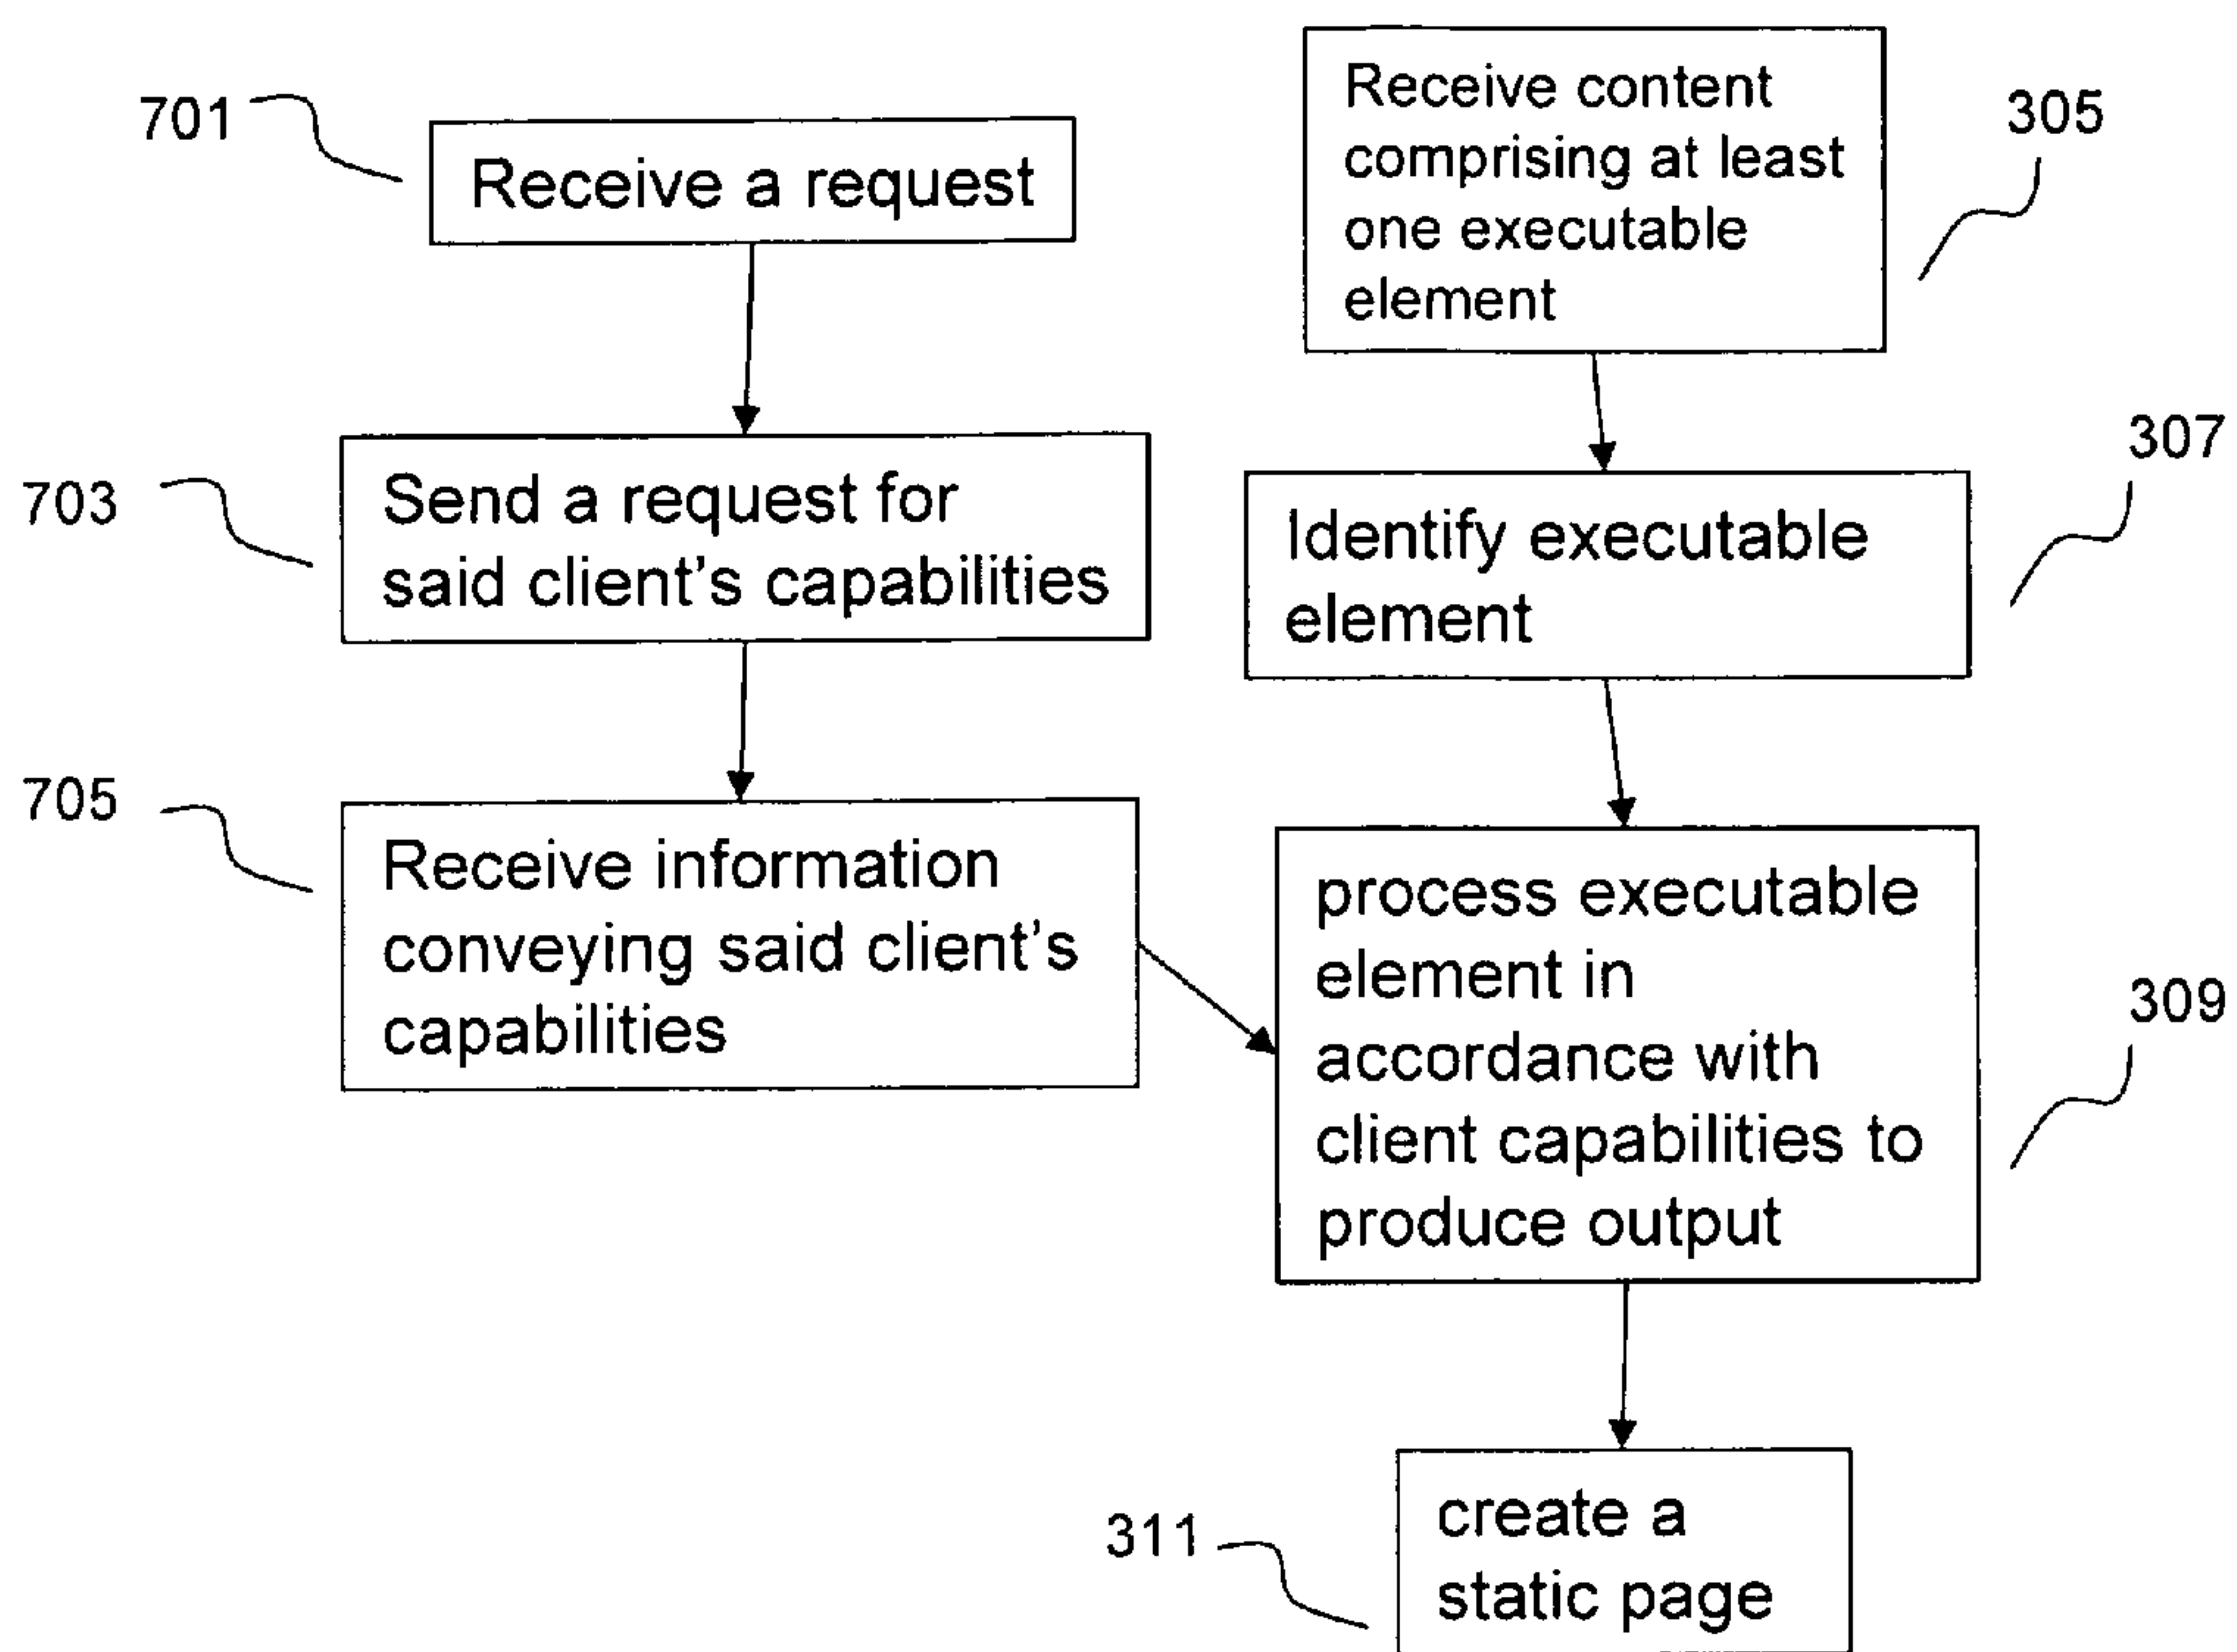 701
Receive a request
703
Send a request for
said client's capabilities
705
Receive information
conveying said client's
capabilities
Receive content
comprising at least
one executable
element
305
Identify executable
element
307
process executable
element in
accordance with
client capabilities to
produce output
309
311
create a
static page